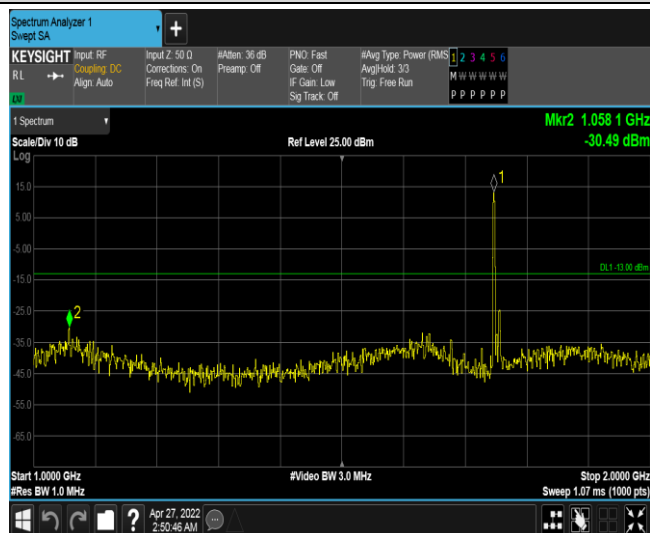 Spectrum Analyzer 1
Swept SA
+
KEYSIGHT
RL
LXI
Input: RF
Coupling: DC
Align: Auto
Input Z: 50 Ω
Corrections: On
Freq Ref: Int (S)
#Atten: 36 dB
Preamp: Off
PNO: Fast
Gate: Off
IF Gain: Low
Sig Track: Off
#Avg Type: Power (RMS
Avg|Hold: 3/3
Trig: Free Run
1 2 3 4 5 6
M W W W W W
P P P P P P
1 Spectrum
Scale/Div 10 dB
Ref Level 25.00 dBm
Mkr2 1.058 1 GHz
-30.49 dBm
Log
15.0
5.00
-5.00
-15.0
-25.0
-35.0
-45.0
-55.0
-65.0
1
2
DL1 -13.00 dBm
Start 1.0000 GHz
#Res BW 1.0 MHz
#Video BW 3.0 MHz
Stop 2.0000 GHz
Sweep 1.07 ms (1000 pts)
?
Apr 27, 2022
2:50:46 AM